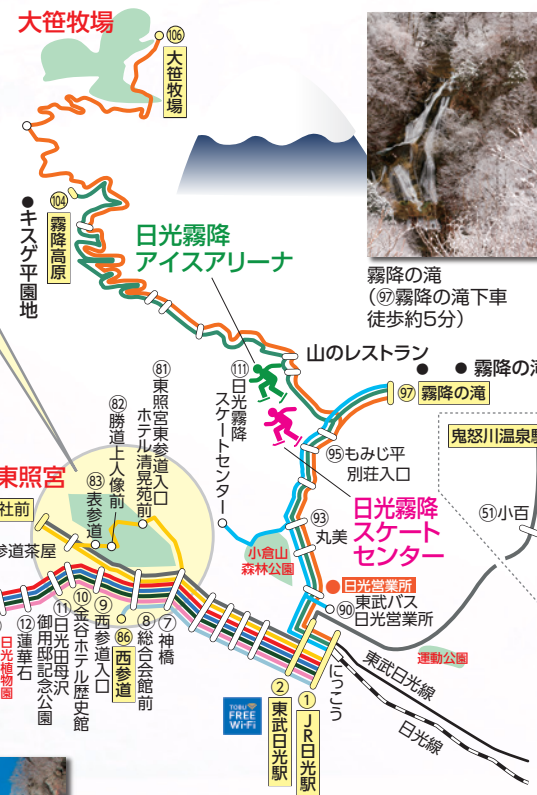 大笹牧場
106
大笹牧場
104
霧降高原
キスゲ平園地
日光霧降
アイスアリーナ
霧降の滝
（97霧降の滝下車
徒歩約5分）
山のレストラン
霧降の滝
97 霧降の滝
111 日光霧降
スケートセンター
81 東照宮東参道入口
ホテル清晃苑前
82 勝道上人像前
83 表参道
東照宮
社前
参道茶屋
95 もみじ平
別荘入口
鬼怒川温泉駅
51 小百
日光霧降
スケート
センター
93
丸美
小倉山
森林公園
日光営業所
90 東武バス
日光営業所
運動公園
東武日光線
日光線
にっこう
1 JR日光駅
2 東武日光駅
TOBU
FREE
Wi-Fi
7 神橋
8 総合会館前
86
西参道
9 西参道入口
10 金谷ホテル歴史館
11 日光田母沢
御用邸記念公園
12 蓮華石
日光植物園